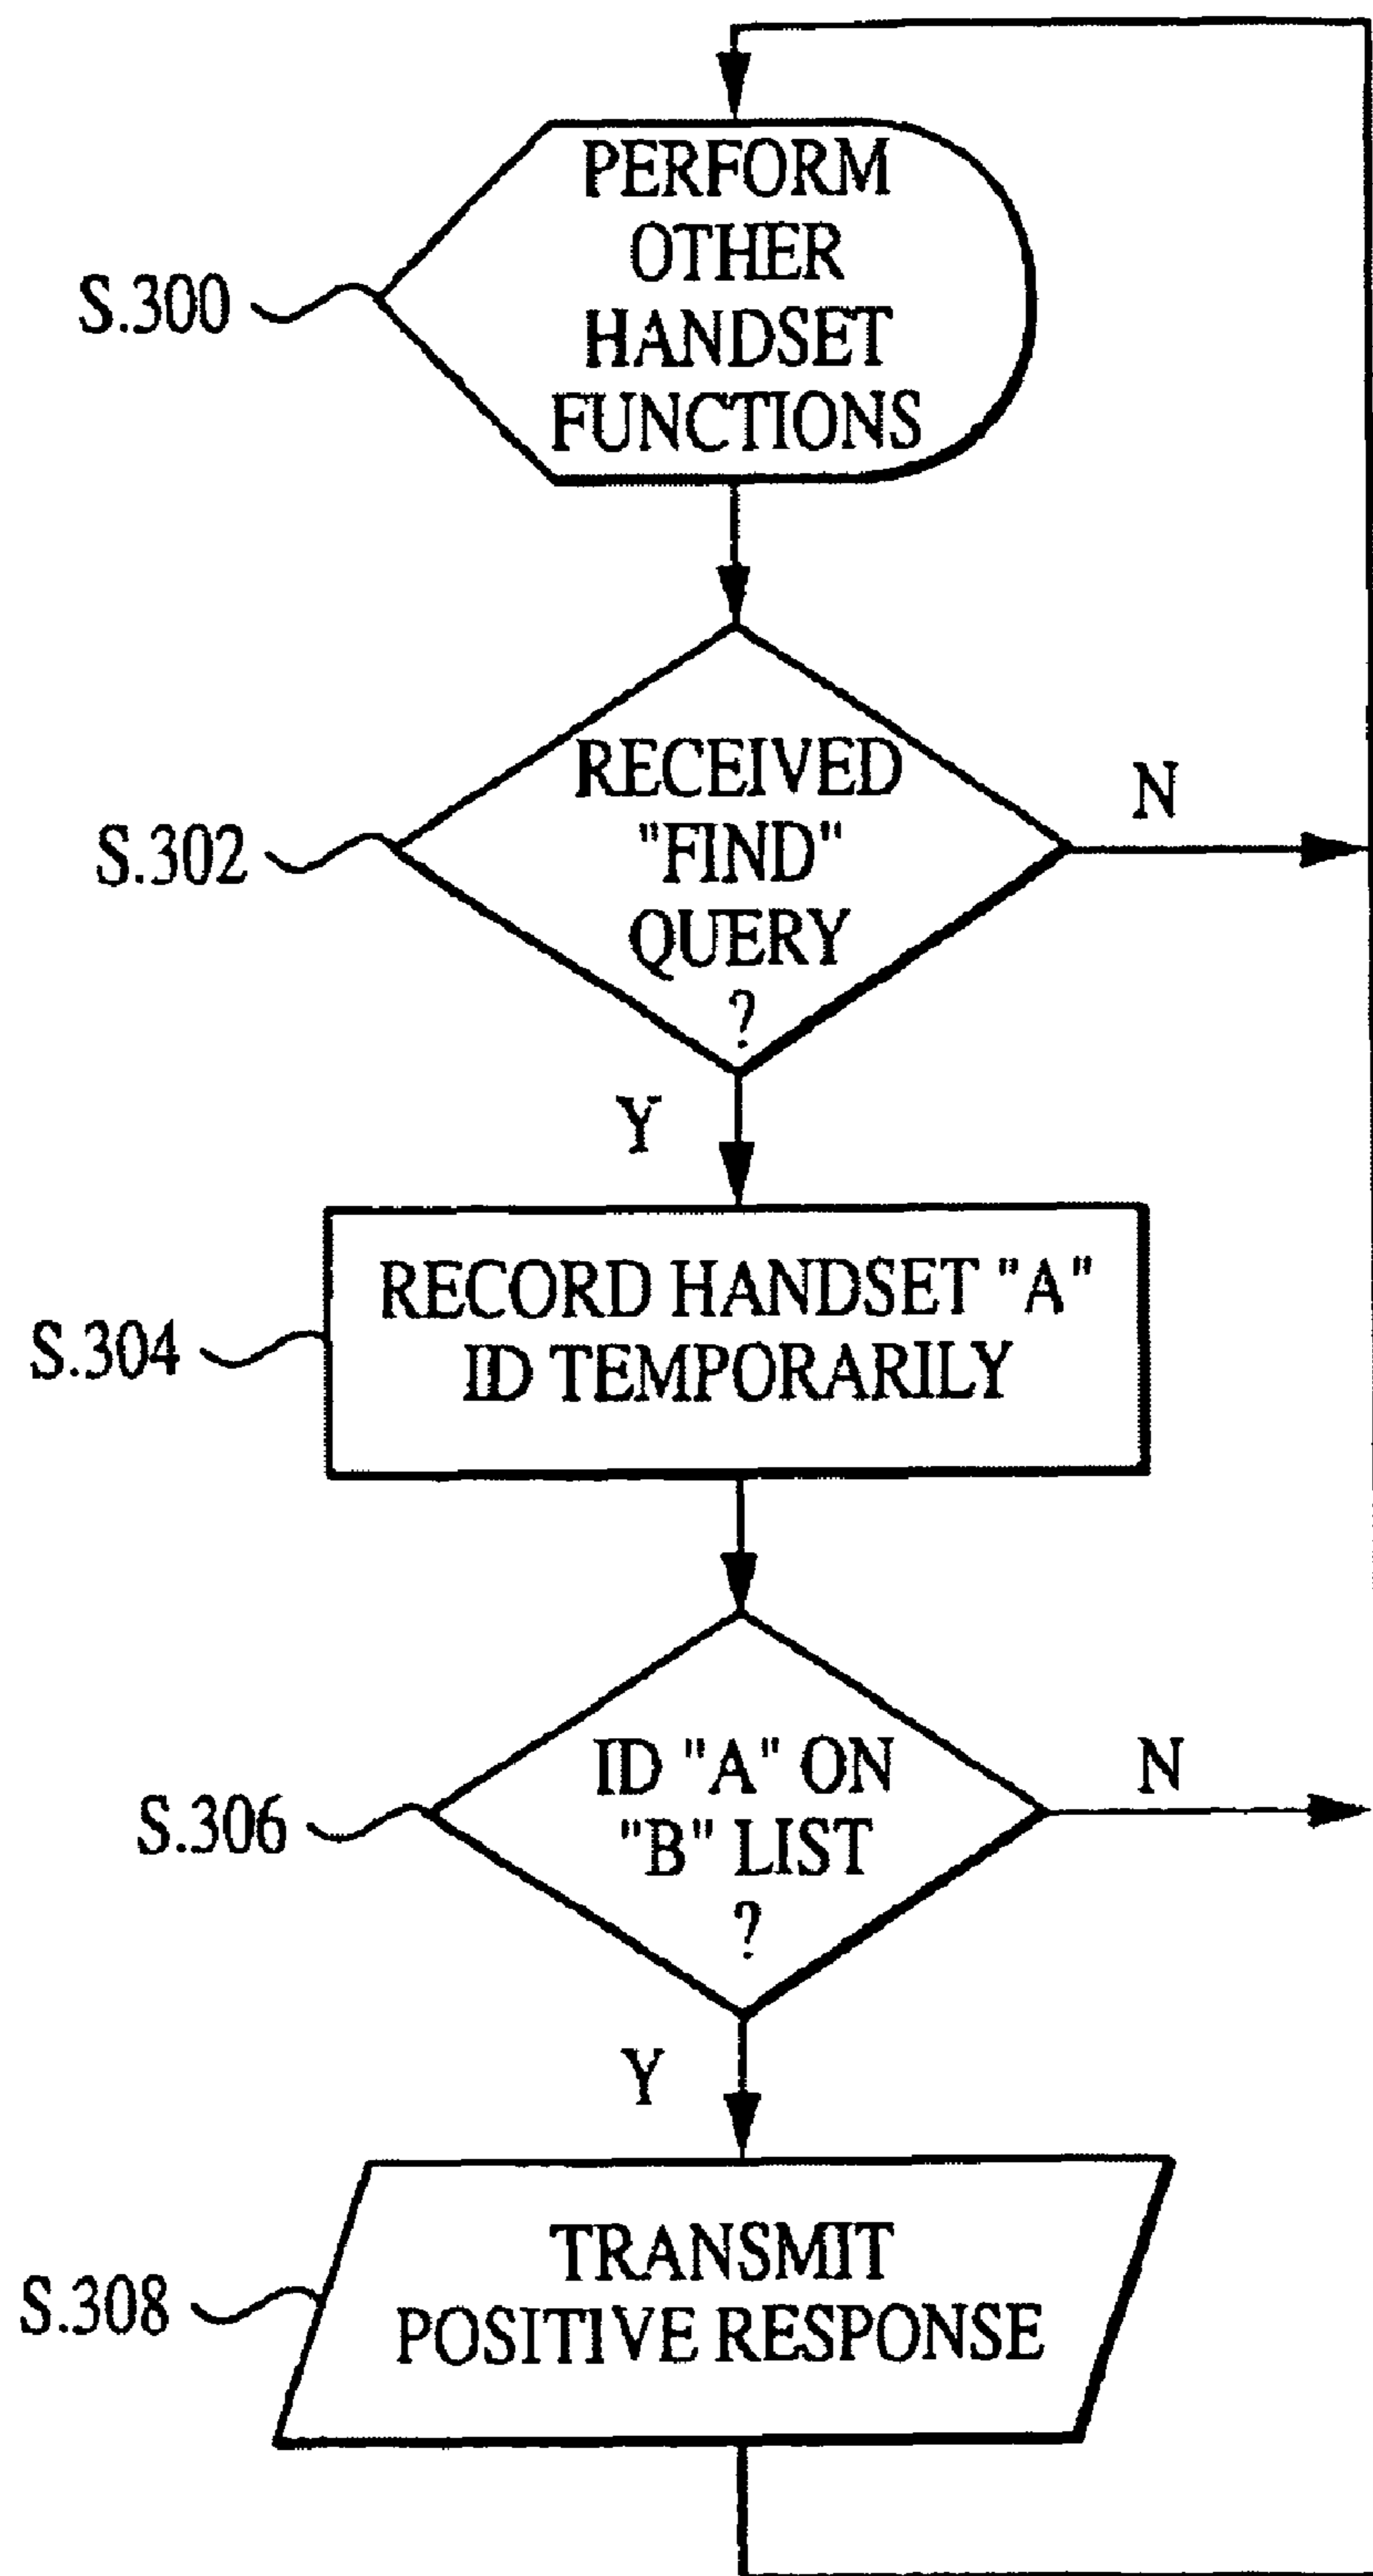 PERFORM
OTHER
HANDSET
FUNCTIONS
S.300
RECEIVED
"FIND"
QUERY
?
S.302
N
Y
RECORD HANDSET "A"
ID TEMPORARILY
S.304
ID "A" ON
"B" LIST
?
S.306
N
Y
TRANSMIT
POSITIVE RESPONSE
S.308